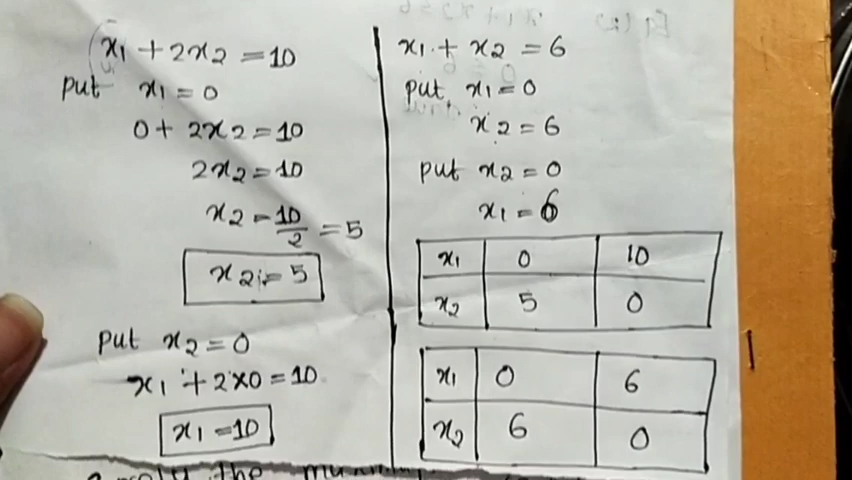 x1 + 2x2 = 10
put x1 = 0
0 + 2x2 = 10
2x2 = 10
x2 = 10/2 = 5
x2 = 5
put x2 = 0
x1 + 2×0 = 10
x1 = 10
x1 + x2 = 6
put x1 = 0
x2 = 6
put x2 = 0
x1 = 6
x1 0 10
x2 5 0
x1 0 6
x2 6 0
the